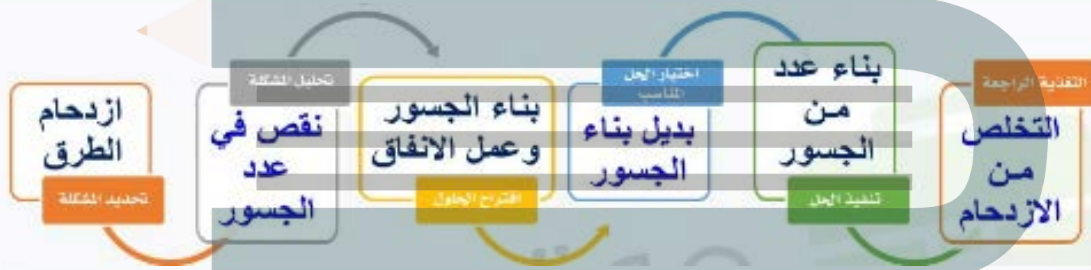 ازدحام
الطرق
تحديد المشكلة
تحليل المشكلة
نقص في
عدد
الجسور
بناء الجسور
وعمل الانفاق
اقتراح الحلول
اختيار الحل
المناسب
بديل بناء
الجسور
بناء عدد
من
الجسور
تنفيذ الحل
التغذية الراجعة
التخلص
من
الازدحام